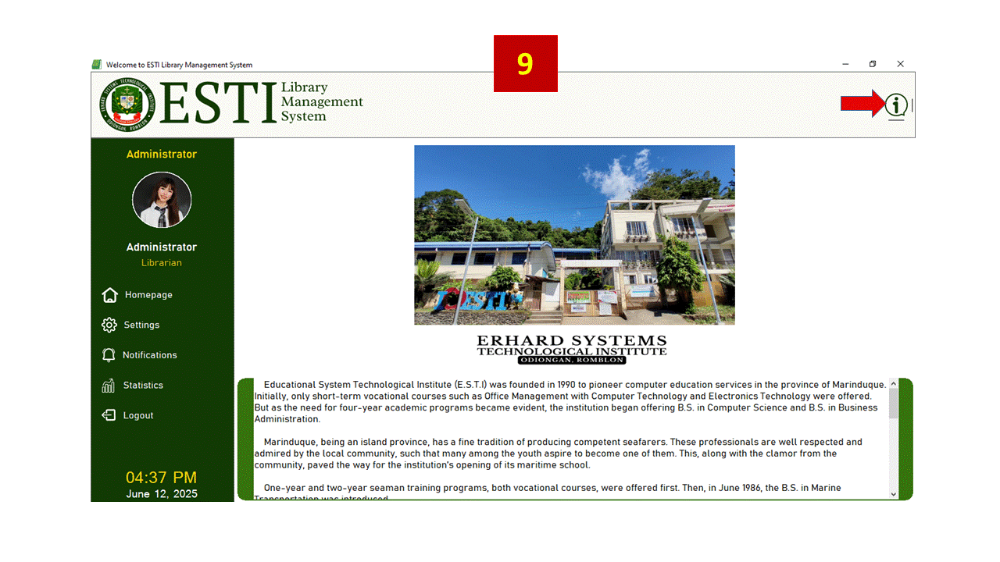 9
Welcome to ESTI Library Management System
ESTI
Library
Management
System
Administrator
Administrator
Librarian
Homepage
Settings
Notifications
Statistics
Logout
04:37 PM
June 12, 2025
ERHARD SYSTEMS
TECHNOLOGICAL INSTITUTE
ODIONGAN, ROMBLON
Educational System Technological Institute (E.S.T.I) was founded in 1990 to pioneer computer education services in the province of Marinduque.
Initially, only short-term vocational courses such as Office Management with Computer Technology and Electronics Technology were offered.
But as the need for four-year academic programs became evident, the institution began offering B.S. in Computer Science and B.S. in Business
Administration.
Marinduque, being an island province, has a fine tradition of producing competent seafarers. These professionals are well respected and
admired by the local community, such that many among the youth aspire to become one of them. This, along with the clamor from the
community, paved the way for the institution's opening of its maritime school.
One-year and two-year seaman training programs, both vocational courses, were offered first. Then, in June 1986, the B.S. in Marine
Transportation was introduced.